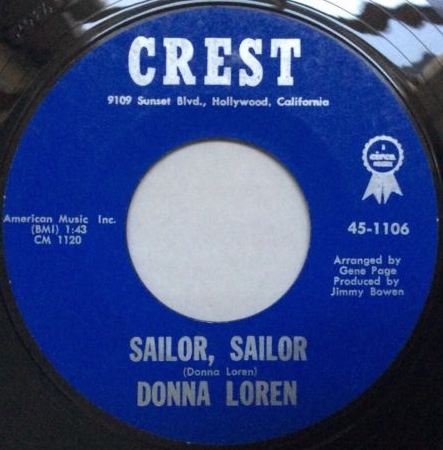 CREST
9109 Sunset Blvd., Hollywood, California
A
circa
American Music Inc.
(BMI) 1:43
CM 1120
45-1106
Arranged by
Gene Page
Produced by
Jimmy Bowen
SAILOR, SAILOR
(Donna Loren)
DONNA LOREN